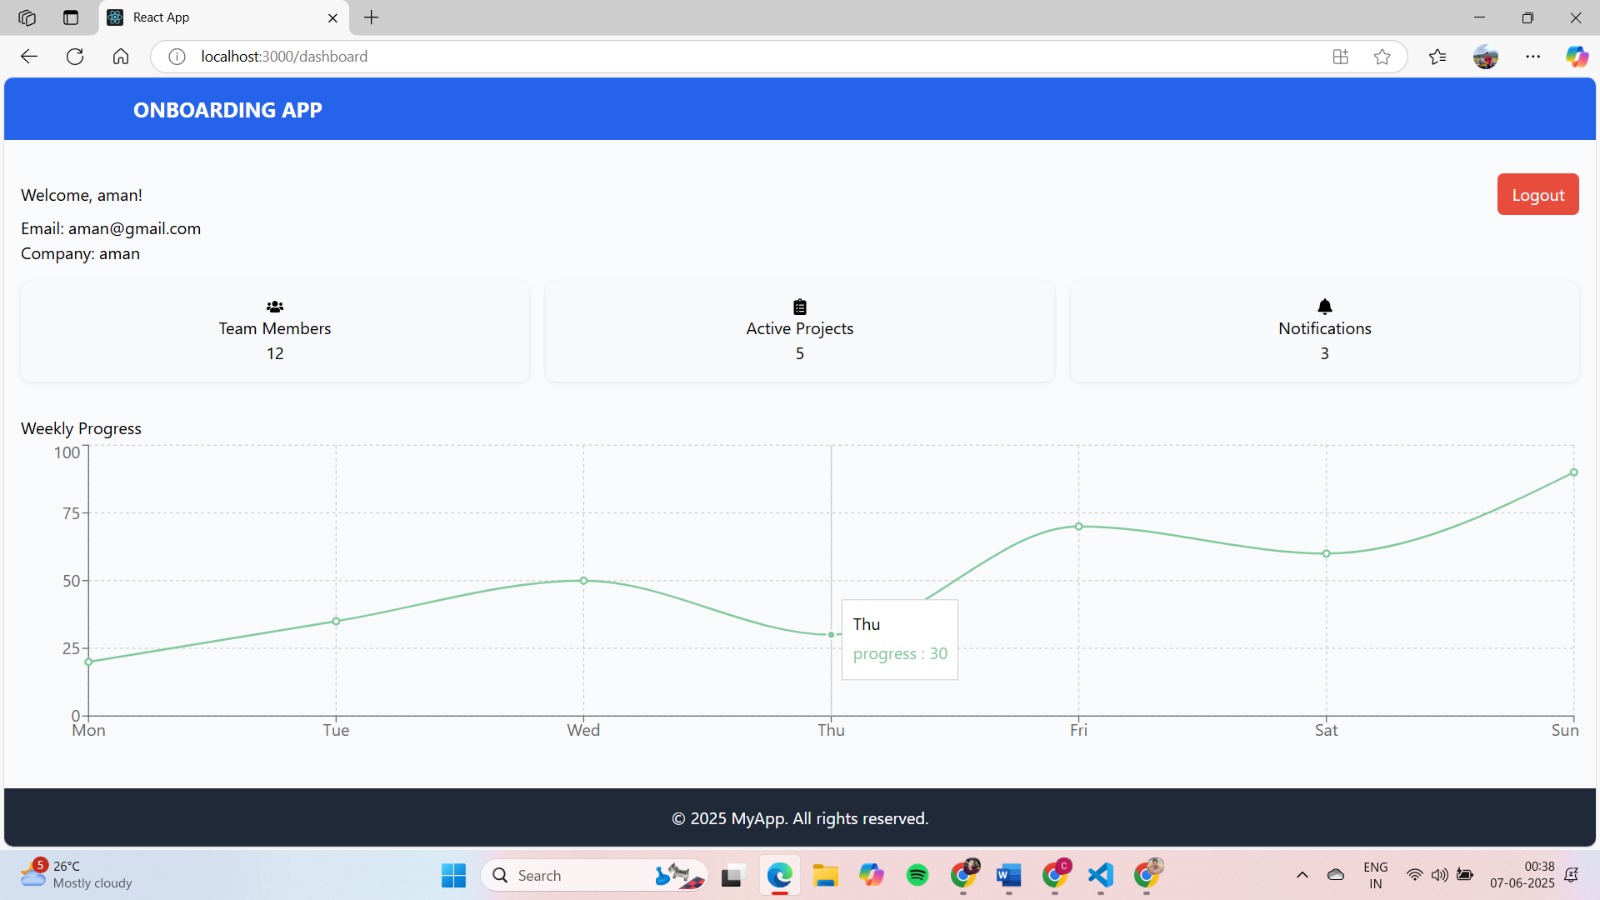 React App
localhost:3000/dashboard
ONBOARDING APP
Welcome, aman!
Logout
Email: aman@gmail.com
Company: aman
Team Members
12
Active Projects
5
Notifications
3
Weekly Progress
100
75
50
25
0
Thu
progress : 30
Mon
Tue
Wed
Thu
Fri
Sat
Sun
© 2025 MyApp. All rights reserved.
5
26°C
Mostly cloudy
Search
W
C
ENG
IN
00:38
07-06-2025